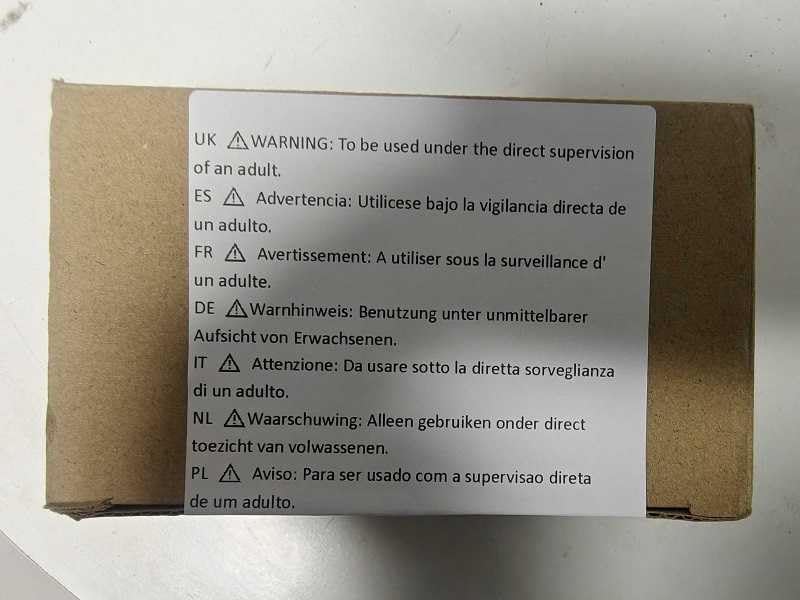 UK ⚠WARNING: To be used under the direct supervision
of an adult.
ES ⚠ Advertencia: Utilicese bajo la vigilancia directa de
un adulto.
FR ⚠ Avertissement: A utiliser sous la surveillance d'
un adulte.
DE ⚠Warnhinweis: Benutzung unter unmittelbarer
Aufsicht von Erwachsenen.
IT ⚠ Attenzione: Da usare sotto la diretta sorveglianza
di un adulto.
NL ⚠Waarschuwing: Alleen gebruiken onder direct
toezicht van volwassenen.
PL ⚠ Aviso: Para ser usado com a supervisao direta
de um adulto.